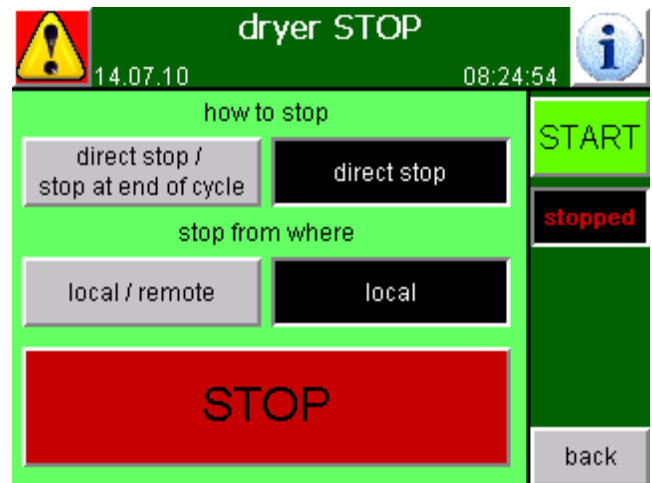 dryer STOP
14.07.10 08:24:54
how to stop
START
direct stop /
stop at end of cycle
direct stop
stopped
stop from where
local / remote
local
STOP
back